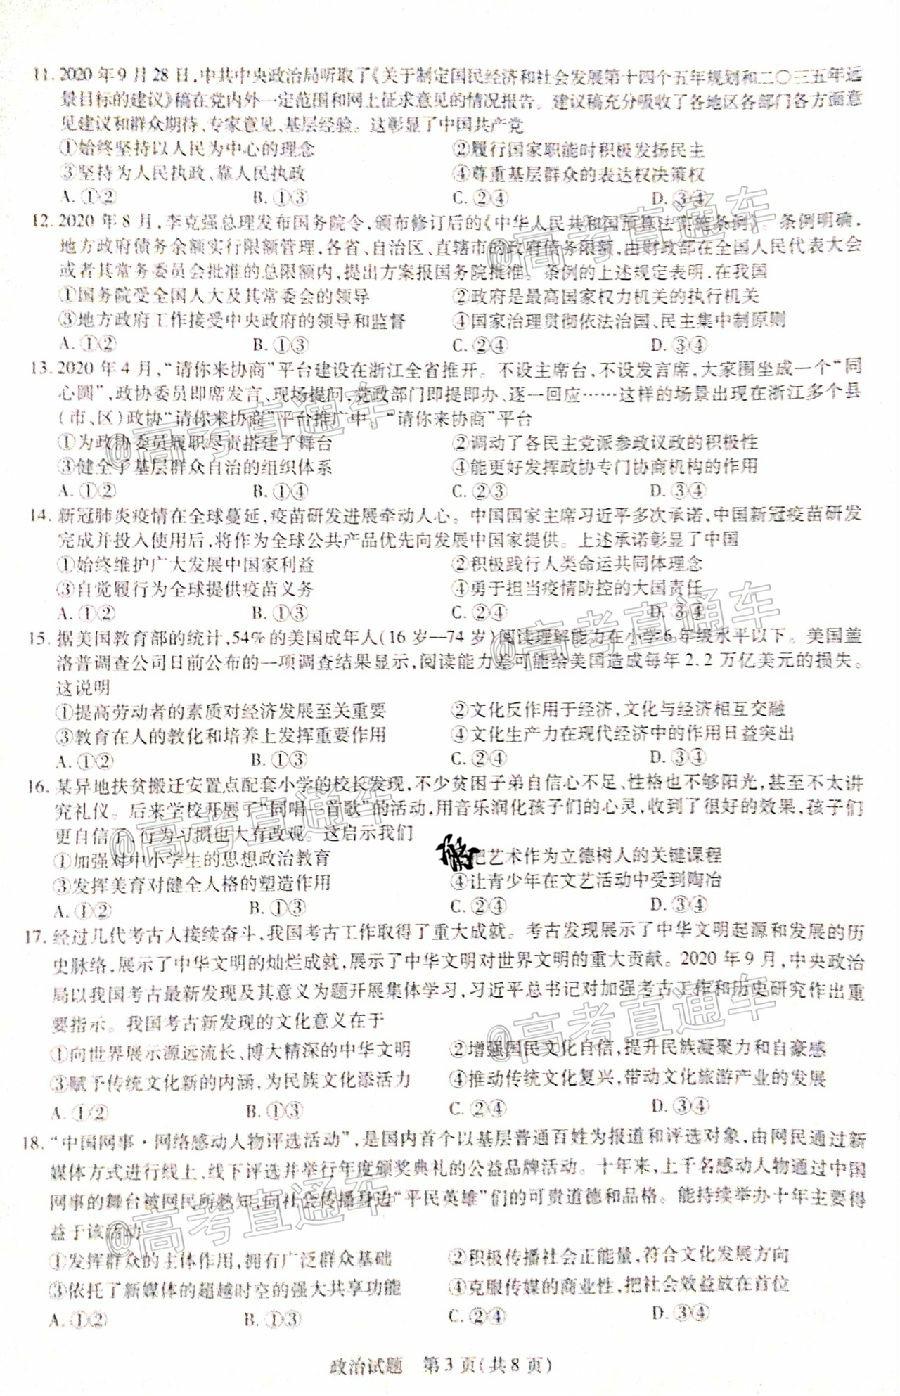 11. 2020年9月28日,中共中央政治局听取了《关于制定国民经济和社会发展第十四个五年规划和二〇三五年远
景目标的建议》稿在党内外一定范围和网上征求意见的情况报告。建议稿充分吸收了各地区各部门各方面意
见建议和群众期待、专家意见、基层经验。这彰显了中国共产党
①始终坚持以人民为中心的理念 ②履行国家职能时积极发扬民主
③坚持为人民执政、靠人民执政 ④尊重基层群众的表达权决策权
A.①② B.①③ C.②④ D.③④
12. 2020年8月,李克强总理发布国务院令,颁布修订后的《中华人民共和国预算法实施条例》。条例明确,
地方政府债务余额实行限额管理,各省、自治区、直辖市的政府债务限额,由财政部在全国人民代表大会
或者其常务委员会批准的总限额内,提出方案报国务院批准。条例的上述规定表明,在我国
①国务院受全国人大及其常委会的领导 ②政府是最高国家权力机关的执行机关
③地方政府工作接受中央政府的领导和监督 ④国家治理贯彻依法治国、民主集中制原则
A.①② B.①③ C.②④ D.③④
13. 2020年4月,“请你来协商”平台建设在浙江全省推开。不设主席台,不设发言席,大家围坐成一个“同
心圆”,政协委员即席发言,现场提问,党政部门即提即办、逐一回应……这样的场景出现在浙江多个县
(市、区)政协“请你来协商”平台推广中。“请你来协商”平台
①为政协委员履职尽责搭建了舞台 ②调动了各民主党派参政议政的积极性
③健全了基层群众自治的组织体系 ④能更好发挥政协专门协商机构的作用
A.①② B.①④ C.②③ D.③④
14. 新冠肺炎疫情在全球蔓延,疫苗研发进展牵动人心。中国国家主席习近平多次承诺,中国新冠疫苗研发
完成并投入使用后,将作为全球公共产品优先向发展中国家提供。上述承诺彰显了中国
①始终维护广大发展中国家利益 ②积极践行人类命运共同体理念
③自觉履行为全球提供疫苗义务 ④勇于担当疫情防控的大国责任
A.①② B.①③ C.②④ D.③④
15. 据美国教育部的统计,54%的美国成年人(16岁—74岁)阅读理解能力在小学6年级水平以下。美国盖
洛普调查公司日前公布的一项调查结果显示,阅读能力差可能给美国造成每年2.2万亿美元的损失。
这说明
①提高劳动者的素质对经济发展至关重要 ②文化反作用于经济,文化与经济相互交融
③教育在人的教化和培养上发挥重要作用 ④文化生产力在现代经济中的作用日益突出
A.①② B.①③ C.②④ D.③④
16. 某异地扶贫搬迁安置点配套小学的校长发现,不少贫困子弟自信心不足、性格也不够阳光,甚至不太讲
究礼仪。后来学校开展了“同唱一首歌”的活动,用音乐润化孩子们的心灵,收到了很好的效果,孩子们
更自信了,行为习惯也大有改观。这启示我们
①加强对中小学生的思想政治教育 把艺术作为立德树人的关键课程
③发挥美育对健全人格的塑造作用 ④让青少年在文艺活动中受到陶冶
A.①② B.①③ C.②④ D.③④
17. 经过几代考古人接续奋斗,我国考古工作取得了重大成就。考古发现展示了中华文明起源和发展的历
史脉络,展示了中华文明的灿烂成就,展示了中华文明对世界文明的重大贡献。2020年9月,中央政治
局以我国考古最新发现及其意义为题开展集体学习,习近平总书记对加强考古工作和历史研究作出重
要指示。我国考古新发现的文化意义在于
①向世界展示源远流长、博大精深的中华文明 ②增强国民文化自信,提升民族凝聚力和自豪感
③赋予传统文化新的内涵,为民族文化添活力 ④推动传统文化复兴,带动文化旅游产业的发展
A.①② B.①③ C.②④ D.③④
18. “中国网事·网络感动人物评选活动”,是国内首个以基层普通百姓为报道和评选对象,由网民通过新
媒体方式进行线上、线下评选并举行年度颁奖典礼的公益品牌活动。十年来,上千名感动人物通过中国
网事的舞台被网民所熟知,向社会传播身边“平民英雄”们的可贵道德和品格。能持续举办十年主要得
益于该活动
①发挥群众的主体作用,拥有广泛群众基础 ②积极传播社会正能量,符合文化发展方向
③依托了新媒体的超越时空的强大共享功能 ④克服传媒的商业性,把社会效益放在首位
A.①② B.①③ C.②④ D.③④
政治试题 第3页(共8页)
@高考直通车
@高考直通车
@高考直通车
@高考直通车
@高考直通车
@高考直通车